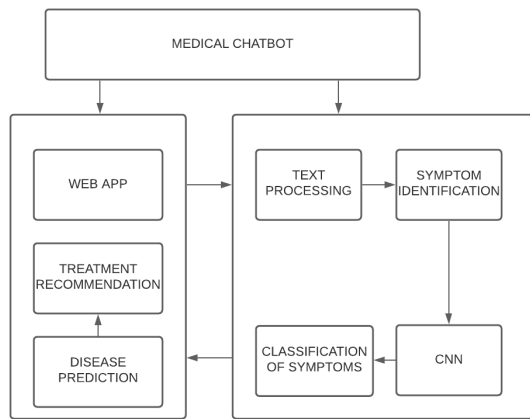 MEDICAL CHATBOT
WEB APP
TREATMENT
RECOMMENDATION
DISEASE
PREDICTION
TEXT
PROCESSING
SYMPTOM
IDENTIFICATION
CLASSIFICATION
OF SYMPTOMS
CNN